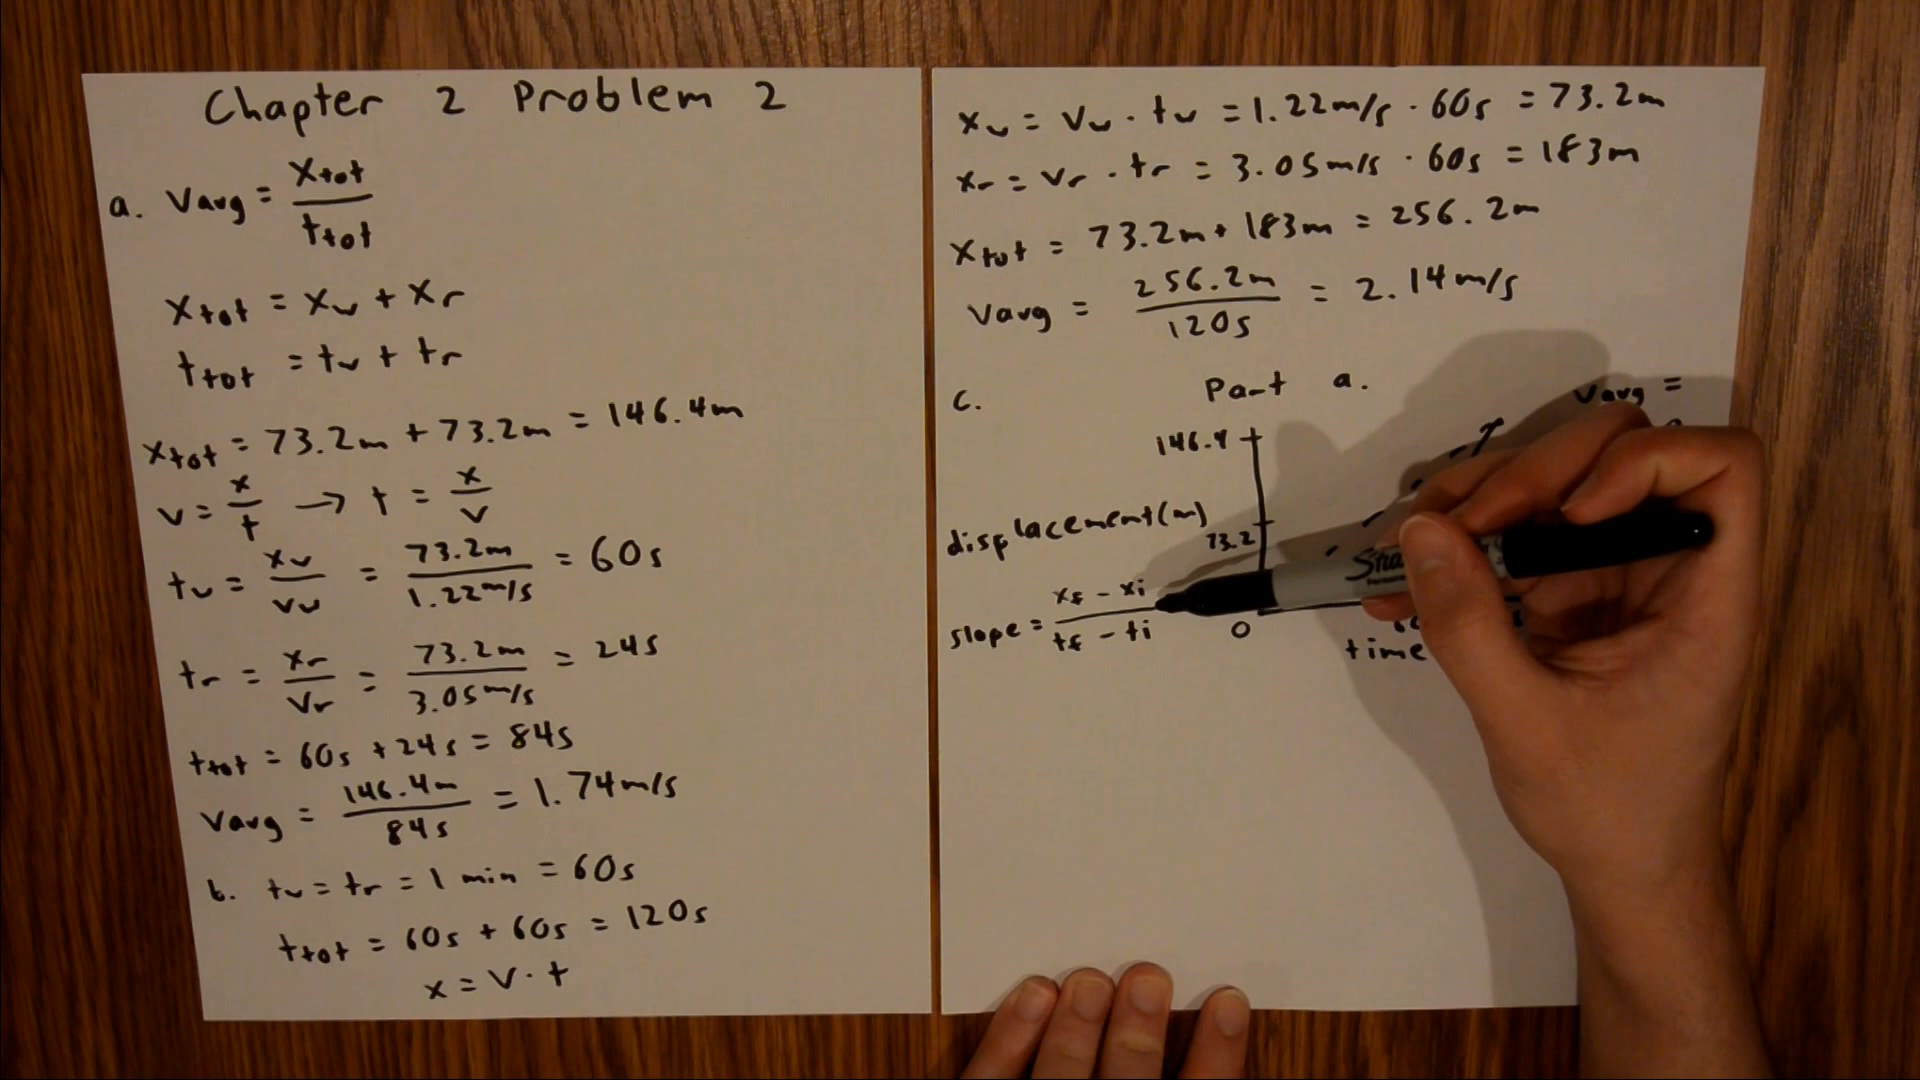 Chapter 2 Problem 2
a. Vavg = xtot / ttot
xtot = xw + xr
ttot = tw + tr
xtot = 73.2m + 73.2m = 146.4m
v = x / t → t = x / v
tw = xw / vw = 73.2m / 1.22m/s = 60s
tr = xr / vr = 73.2m / 3.05m/s = 24s
ttot = 60s + 24s = 84s
Vavg = 146.4m / 84s = 1.74m/s
b. tw = tr = 1 min = 60s
ttot = 60s + 60s = 120s
x = v · t
xw = vw · tw = 1.22m/s · 60s = 73.2m
xr = vr · tr = 3.05m/s · 60s = 183m
xtot = 73.2m + 183m = 256.2m
Vavg = 256.2m / 120s = 2.14m/s
c. Part a.
Vavg =
146.4
displacement(m)
73.2
slope = xf - xi / tf - ti
0
time